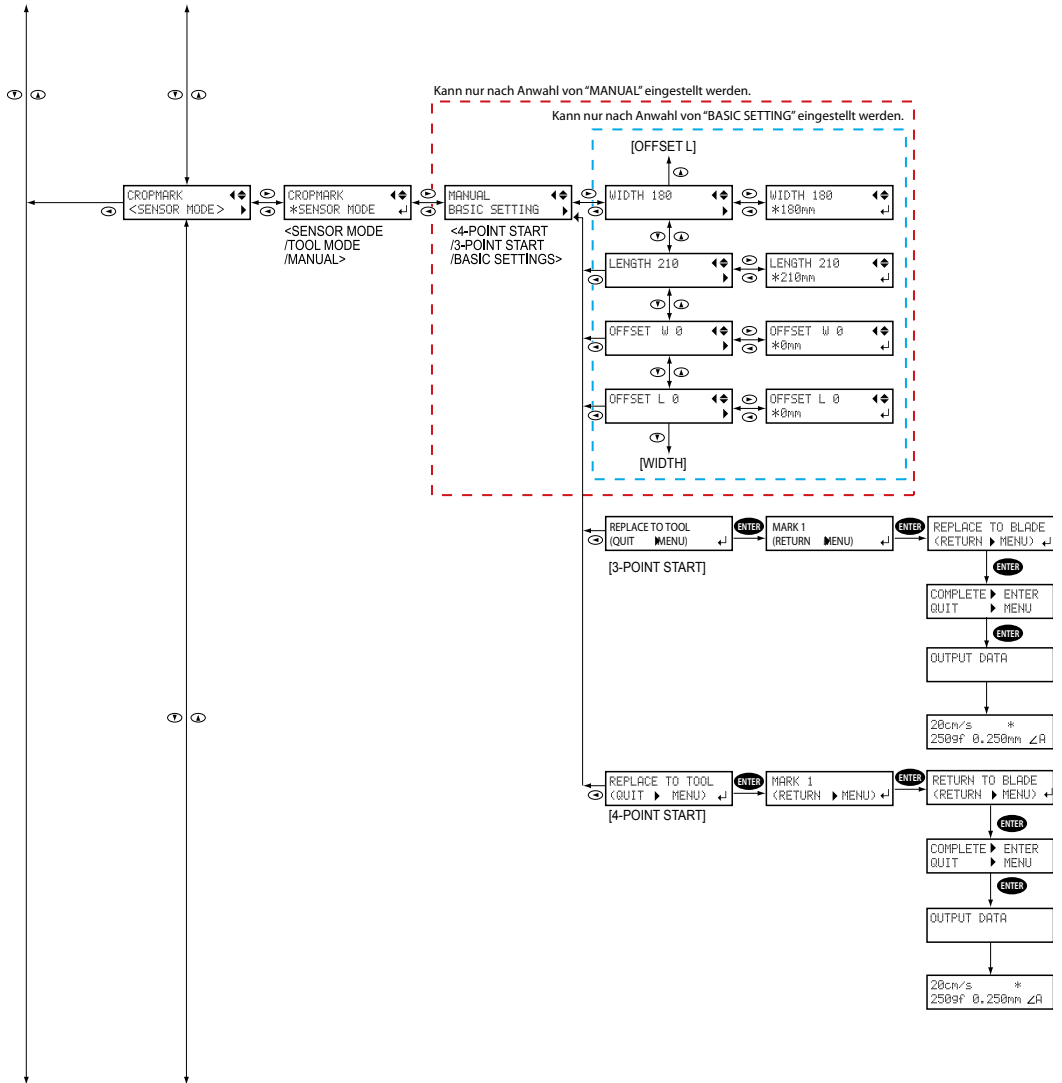 Kann nur nach Anwahl von “MANUAL” eingestellt werden.
Kann nur nach Anwahl von “BASIC SETTING” eingestellt werden.
[OFFSET L]
CROPMARK
<SENSOR MODE>
CROPMARK
*SENSOR MODE
<SENSOR MODE
/TOOL MODE
/MANUAL>
MANUAL
BASIC SETTING
<4-POINT START
/3-POINT START
/BASIC SETTINGS>
WIDTH 180
WIDTH 180
*180mm
LENGTH 210
LENGTH 210
*210mm
OFFSET W 0
OFFSET W 0
*0mm
OFFSET L 0
OFFSET L 0
*0mm
[WIDTH]
REPLACE TO TOOL
(QUIT MENU)
ENTER
MARK 1
(RETURN MENU)
ENTER
REPLACE TO BLADE
(RETURN MENU)
[3-POINT START]
ENTER
COMPLETE ENTER
QUIT MENU
ENTER
OUTPUT DATA
20cm/s *
250gf 0.250mm ∠A
REPLACE TO TOOL
(QUIT MENU)
ENTER
MARK 1
(RETURN MENU)
ENTER
RETURN TO BLADE
(RETURN MENU)
[4-POINT START]
ENTER
COMPLETE ENTER
QUIT MENU
ENTER
OUTPUT DATA
20cm/s *
250gf 0.250mm ∠A